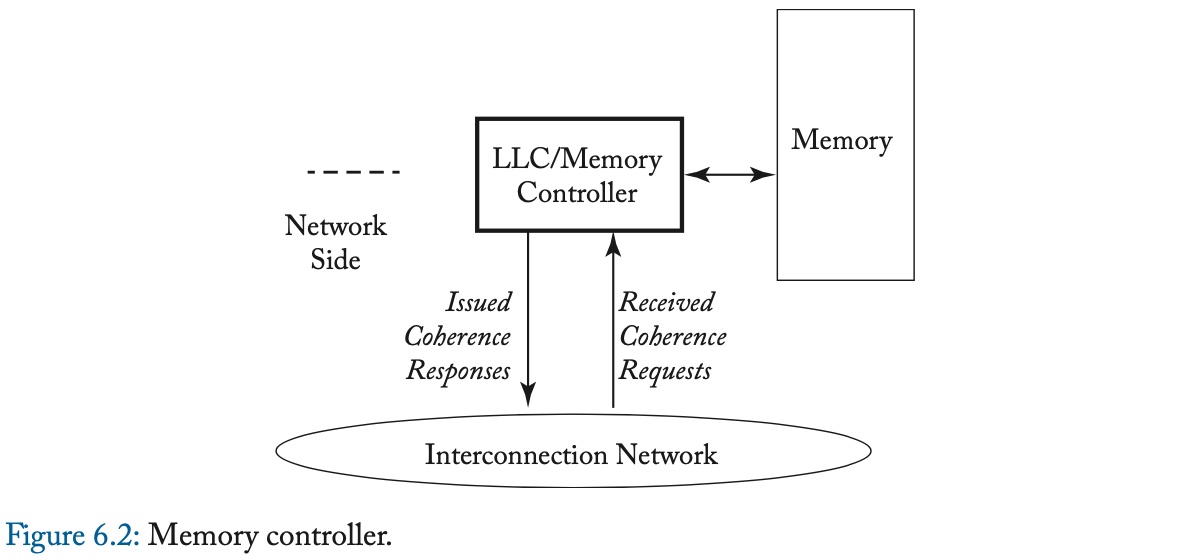 LLC/Memory
Controller
Memory
Network
Side
Issued
Coherence
Responses
Received
Coherence
Requests
Interconnection Network
Figure 6.2: Memory controller.